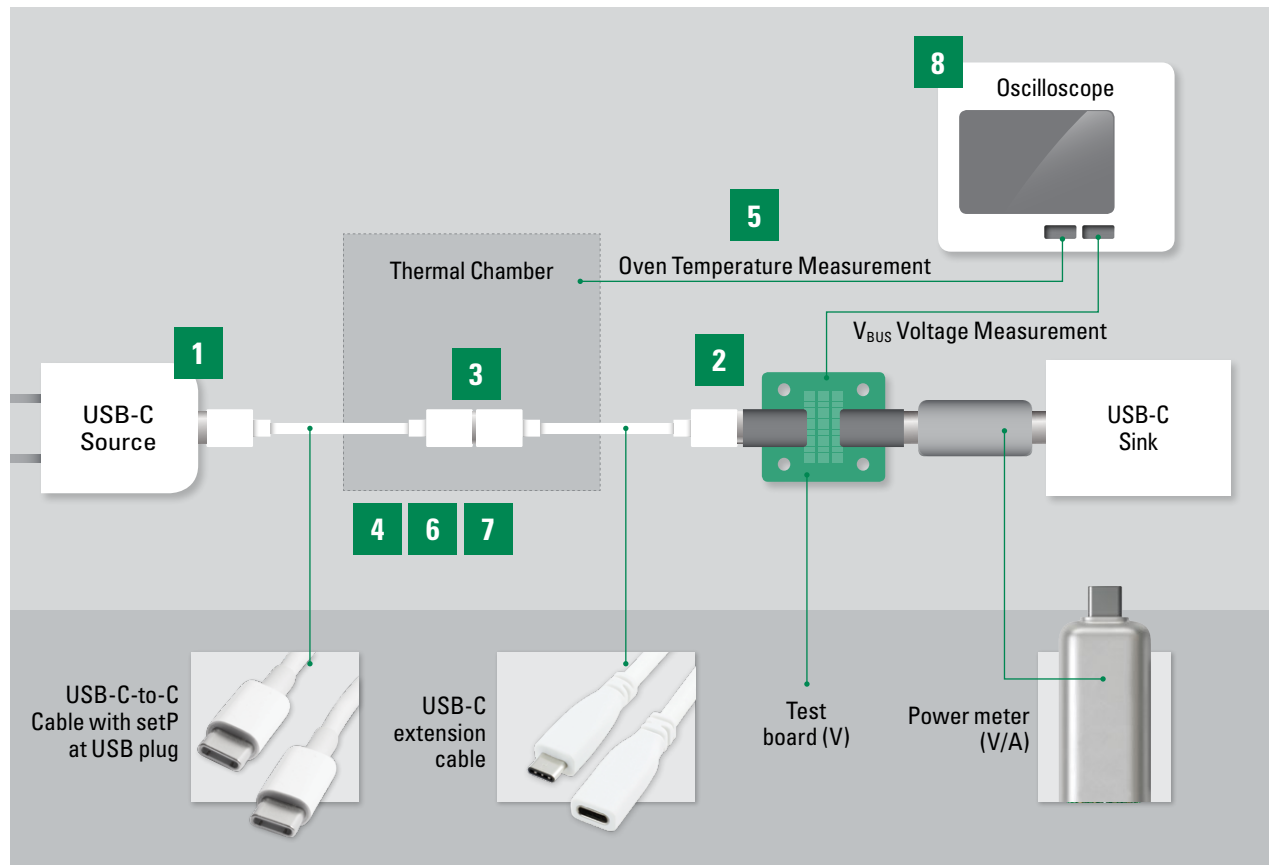 8
Oscilloscope
5
Thermal Chamber
Oven Temperature Measurement
VBUS Voltage Measurement
1
3
2
USB-C
Source
USB-C
Sink
4 6 7
USB-C-to-C
Cable with setP
at USB plug
USB-C
extension
cable
Test
board (V)
Power meter
(V/A)